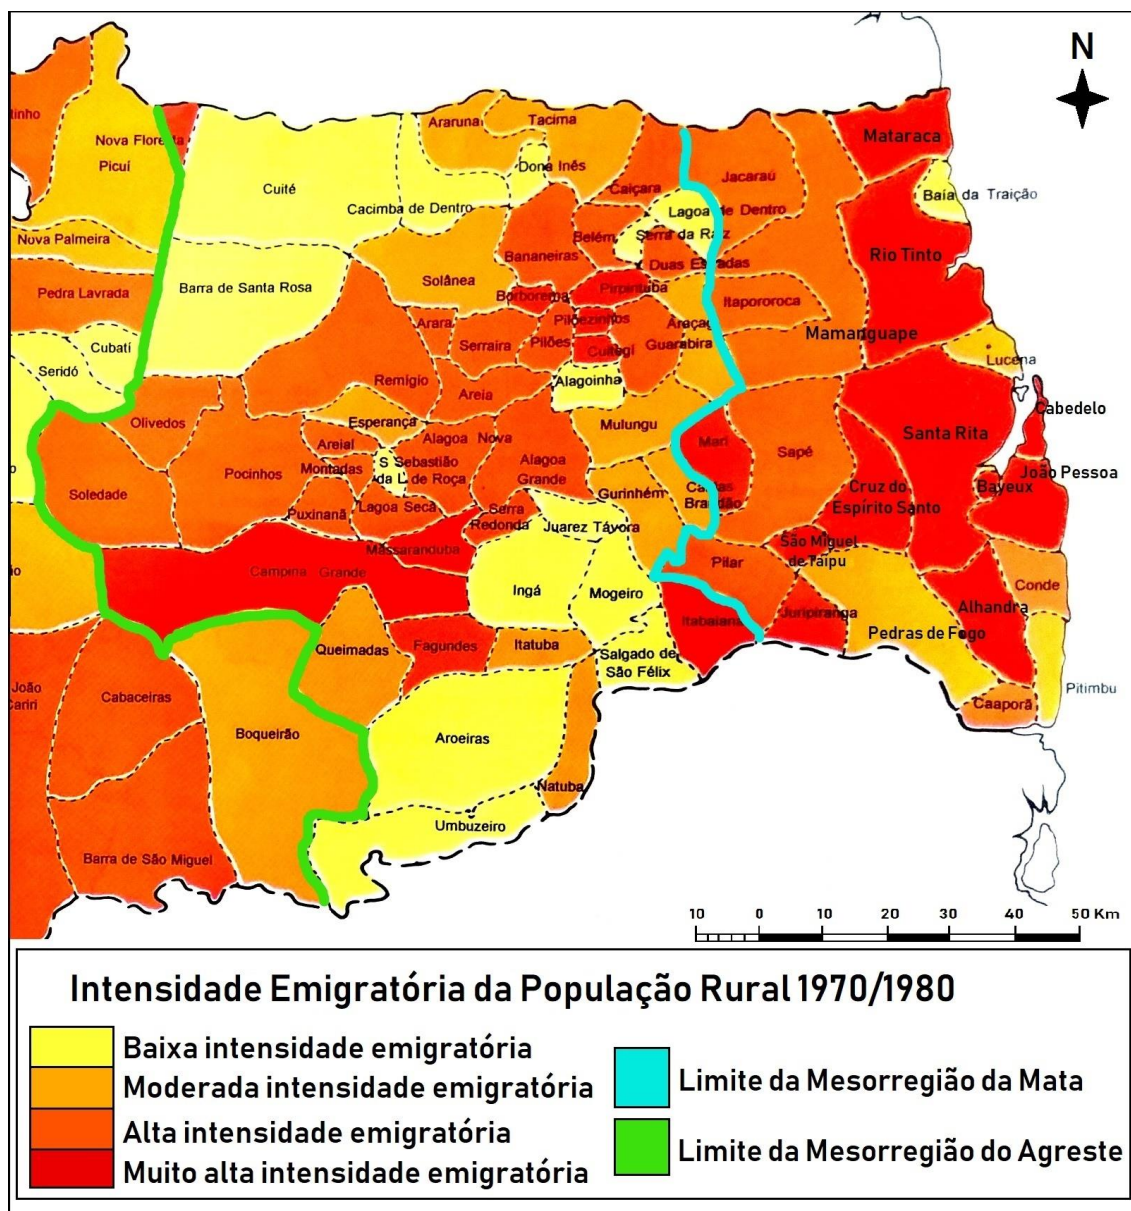 N
Araruna
Tacima
Mataraca
tinho
Nova Floresta
Picuí
Dona Inês
Cuité
Caiçara
Jacaraú
Baía da Traição
Cacimba de Dentro
Lagoa de Dentro
Nova Palmeira
Belém
Serra da Raiz
Bananeiras
Duas Estradas
Rio Tinto
Solânea
Pedra Lavrada
Barra de Santa Rosa
Borborema
Pirpirituba
Itapororoca
Arara
Pilõezinhos
Araçagi
Mamanguape
Serraira
Pilões
Cuitegi
Guarabira
Cubatí
Seridó
Lucena
Remígio
Areia
Alagoinha
Cabedelo
Olivedos
Esperança
Mulungu
Areial
Alagoa Nova
Mari
Sapé
Santa Rita
Pocinhos
Montadas
S Sebastião
da L. de Roça
Alagoa
Grande
João Pessoa
Soledade
Gurinhém
Caldas
Brandão
Cruz do
Espírito Santo
Bayeux
Puxinanã
Lagoa Seca
Serra
Redonda
Juarez Távora
Massaranduba
São Miguel
de Taipu
Pilar
ão
Campina Grande
Ingá
Mogeiro
Conde
Itabaiana
Juripiranga
Alhandra
Queimadas
Fagundes
Itatuba
Salgado de
São Félix
Pedras de Fogo
João
Cariri
Cabaceiras
Pitimbu
Caaporã
Boqueirão
Aroeiras
Natuba
Umbuzeiro
Barra de São Miguel
10 0 10 20 30 40 50 Km
Intensidade Emigratória da População Rural 1970/1980
Baixa intensidade emigratória
Moderada intensidade emigratória
Alta intensidade emigratória
Muito alta intensidade emigratória
Limite da Mesorregião da Mata
Limite da Mesorregião do Agreste